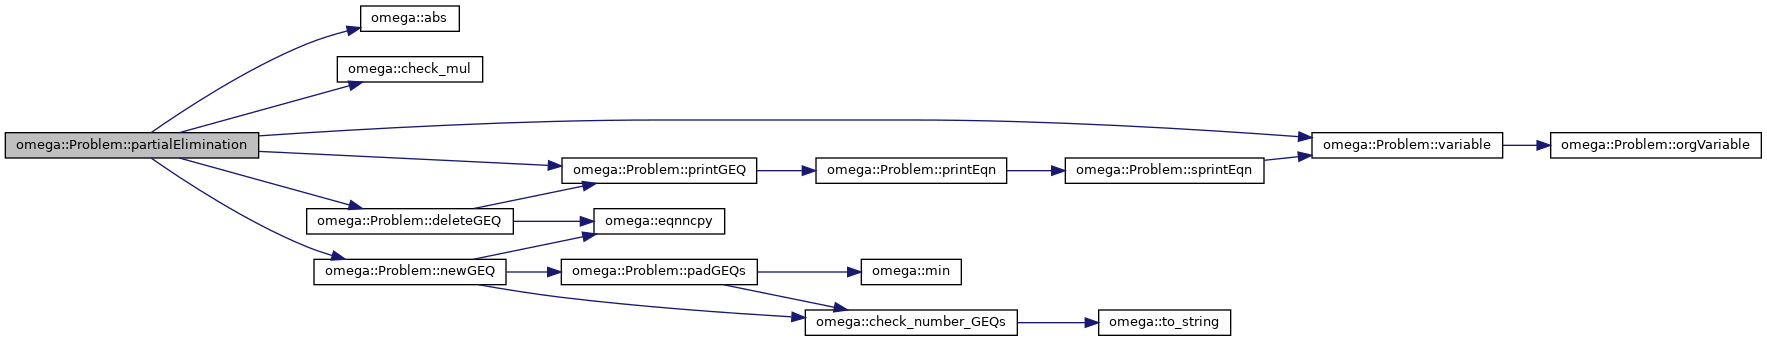 omega::abs
omega::check_mul
omega::Problem::partialElimination
omega::Problem::variable
omega::Problem::orgVariable
omega::Problem::printGEQ
omega::Problem::printEqn
omega::Problem::sprintEqn
omega::Problem::deleteGEQ
omega::eqnncpy
omega::Problem::newGEQ
omega::Problem::padGEQs
omega::min
omega::check_number_GEQs
omega::to_string